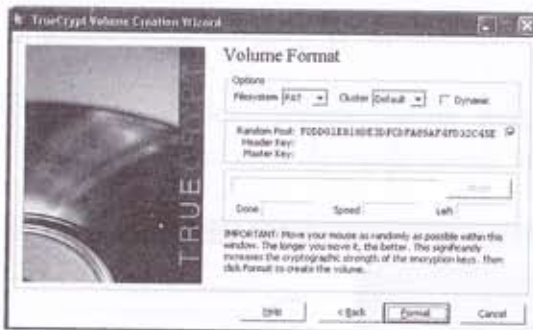 TrueCrypt Volume Creation Wizard
TRUE
Volume Format
Options
Filesystem FAT Cluster Default Dynamic
Random Pool:
Header Key:
Master Key:
Done Speed Left
IMPORTANT: Move your mouse as randomly as possible within this
window. The longer you move it, the better. This significantly
increases the cryptographic strength of the encryption keys. Then
click Format to create the volume.
Help < Back Format Cancel